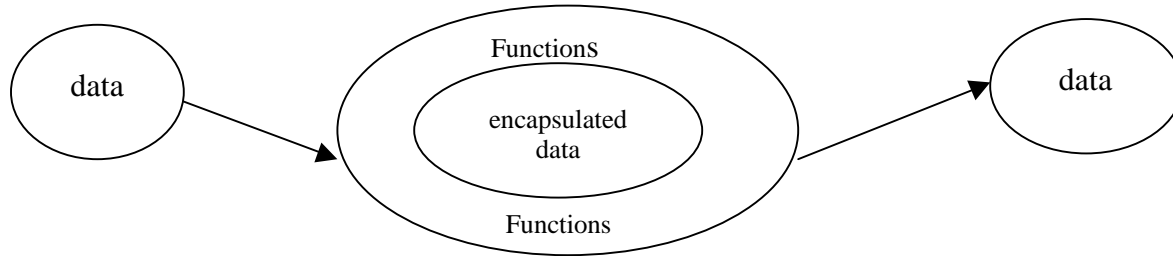 data
Functions
encapsulated
data
Functions
data